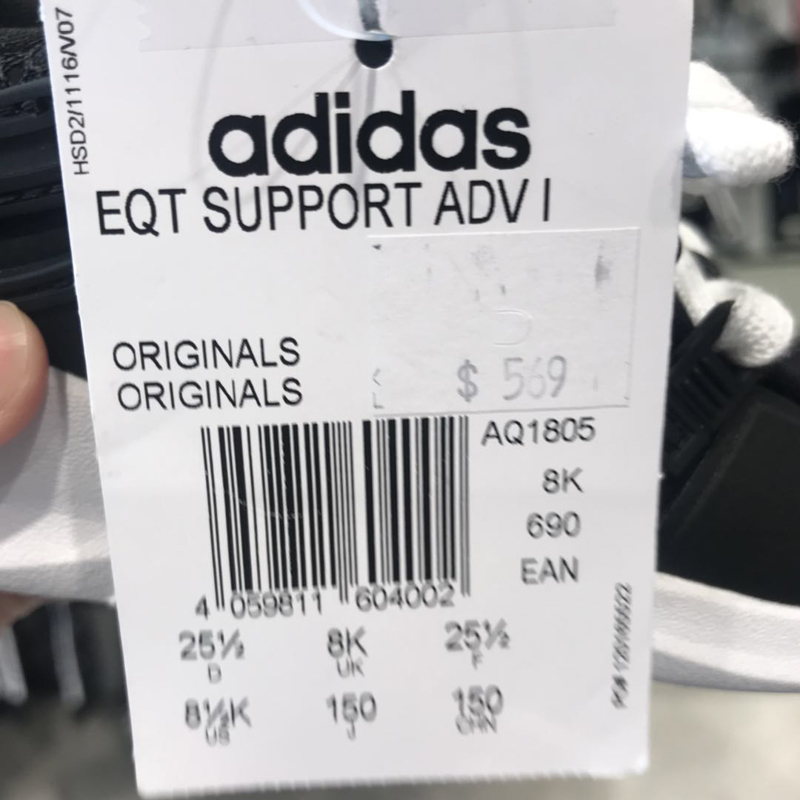 HSD2/1116/V07
adidas
EQT SUPPORT ADV I
ORIGINALS
ORIGINALS
$ 569
AQ1805
8K
690
EAN
4 059811 604002
25½ 8K 25½
D UK F
8½K 150 150
US J CHN